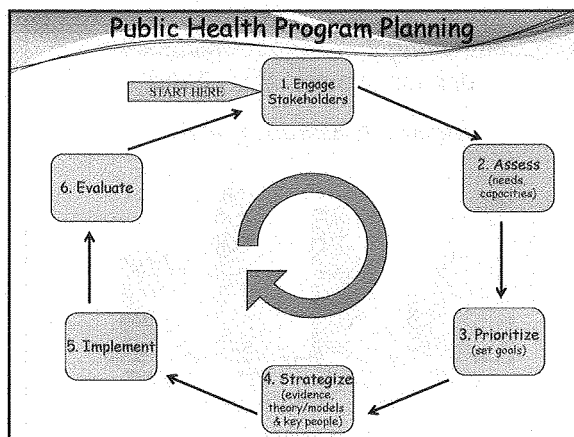 Public Health Program Planning
START HERE
1. Engage
Stakeholders
2. Assess
(needs,
capacities)
3. Prioritize
(set goals)
4. Strategize
(evidence,
theory/models
& key people)
5. Implement
6. Evaluate